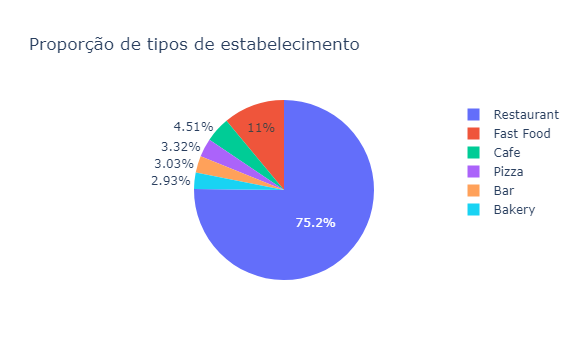 Proporção de tipos de estabelecimento
Restaurant
Fast Food
Cafe
Pizza
Bar
Bakery
11%
4.51%
3.32%
3.03%
2.93%
75.2%